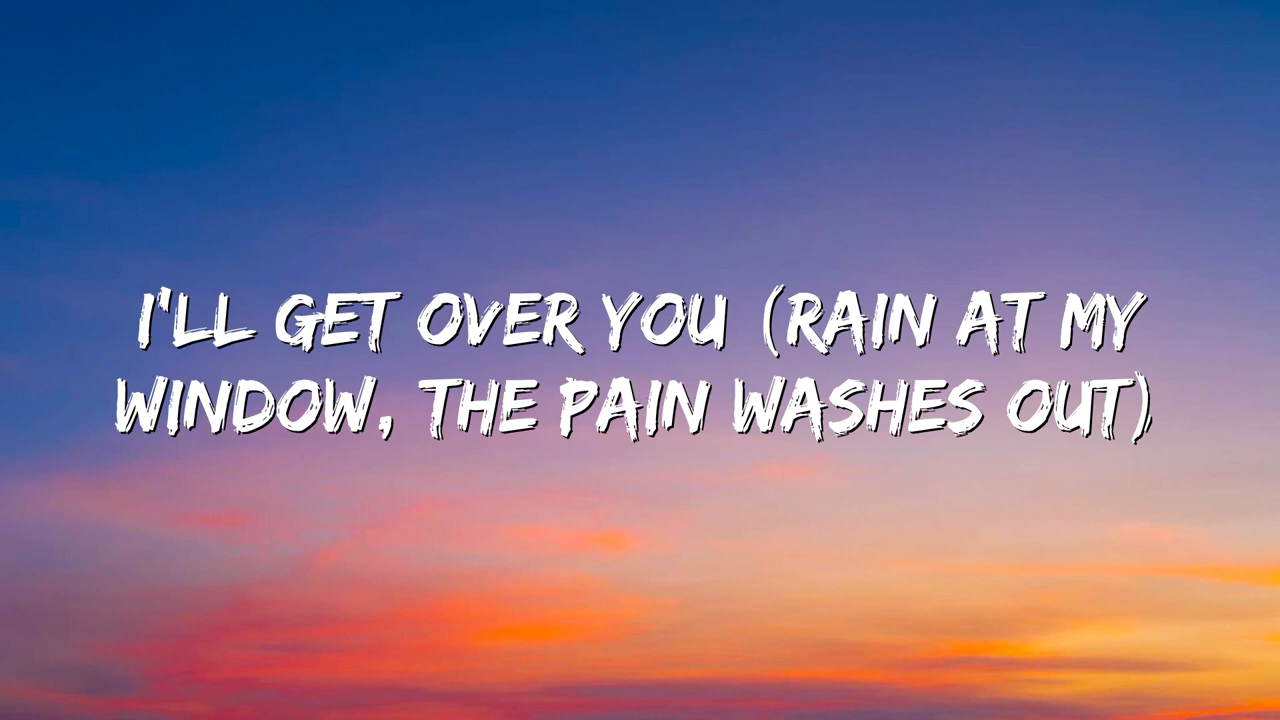 I'LL GET OVER YOU (RAIN AT MY
WINDOW, THE PAIN WASHES OUT)